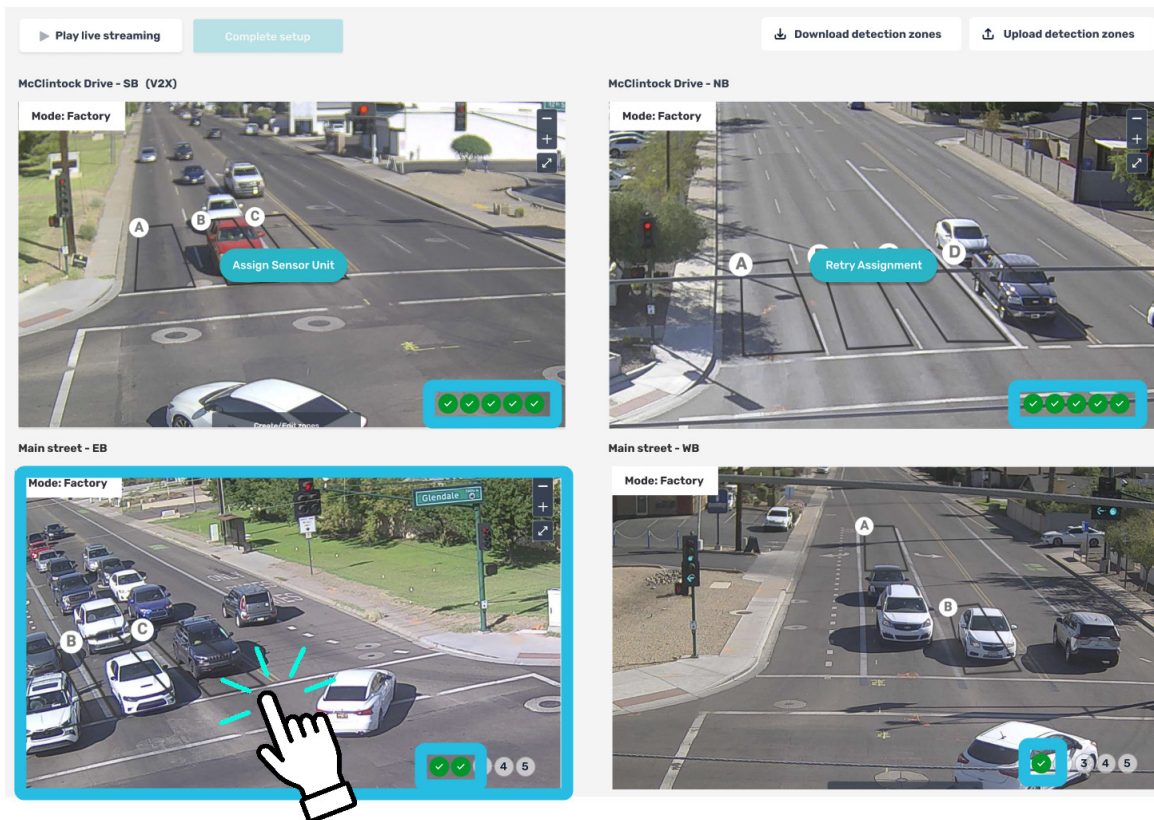 Play live streaming
Complete setup
Download detection zones
Upload detection zones
McClintock Drive - SB (V2X)
McClintock Drive - NB
Mode: Factory
Mode: Factory
A
B
C
Assign Sensor Unit
A
D
Retry Assignment
Create/Edit zones
Main street - EB
Main street - WB
Mode: Factory
Mode: Factory
Glendale
A
B
C
B
4
5
3
4
5